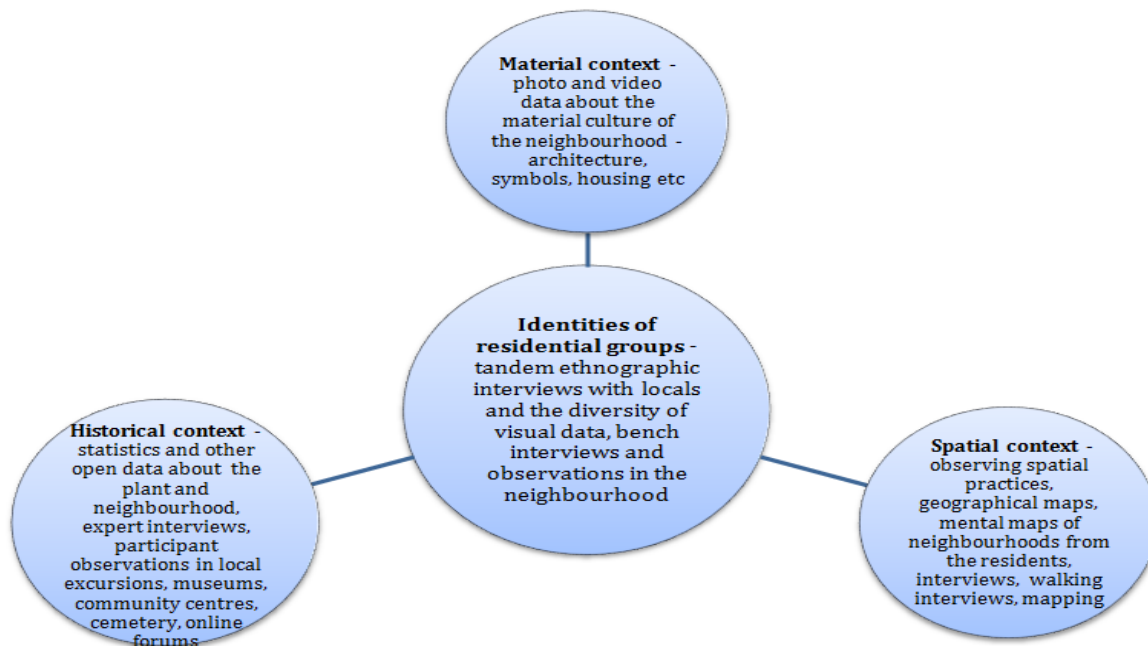 Material context -
photo and video
data about the
material culture of
the neighbourhood -
architecture,
symbols, housing etc
Identities of
residential groups -
tandem ethnographic
interviews with locals
and the diversity of
visual data, bench
interviews and
observations in the
neighbourhood
Historical context -
statistics and other
open data about the
plant and
neighbourhood,
expert interviews,
participant
observations in local
excursions, museums,
community centres,
cemetery, online
forums
Spatial context -
observing spatial
practices,
geographical maps,
mental maps of
neighbourhoods from
the residents,
interviews, walking
interviews, mapping